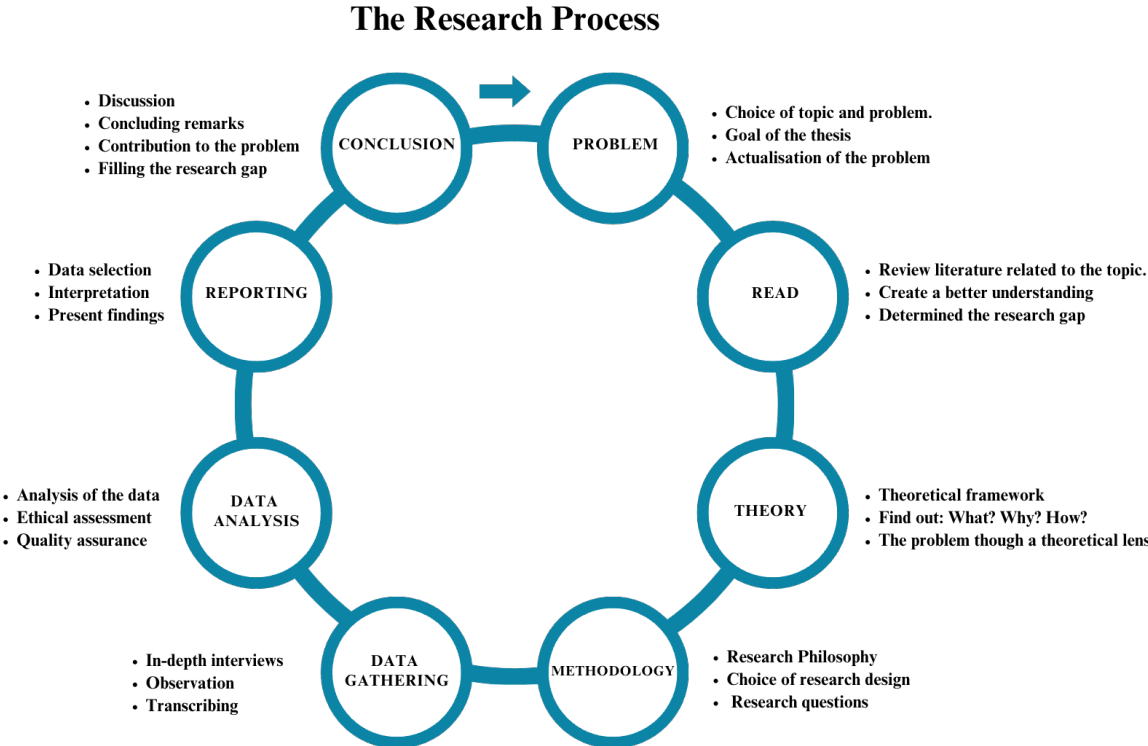 The Research Process
CONCLUSION
• Discussion
• Concluding remarks
• Contribution to the problem
• Filling the research gap
PROBLEM
• Choice of topic and problem.
• Goal of the thesis
• Actualisation of the problem
READ
• Review literature related to the topic.
• Create a better understanding
• Determined the research gap
THEORY
• Theoretical framework
• Find out: What? Why? How?
• The problem though a theoretical lens
METHODOLOGY
• Research Philosophy
• Choice of research design
• Research questions
DATA
GATHERING
• In-depth interviews
• Observation
• Transcribing
DATA
ANALYSIS
• Analysis of the data
• Ethical assessment
• Quality assurance
REPORTING
• Data selection
• Interpretation
• Present findings